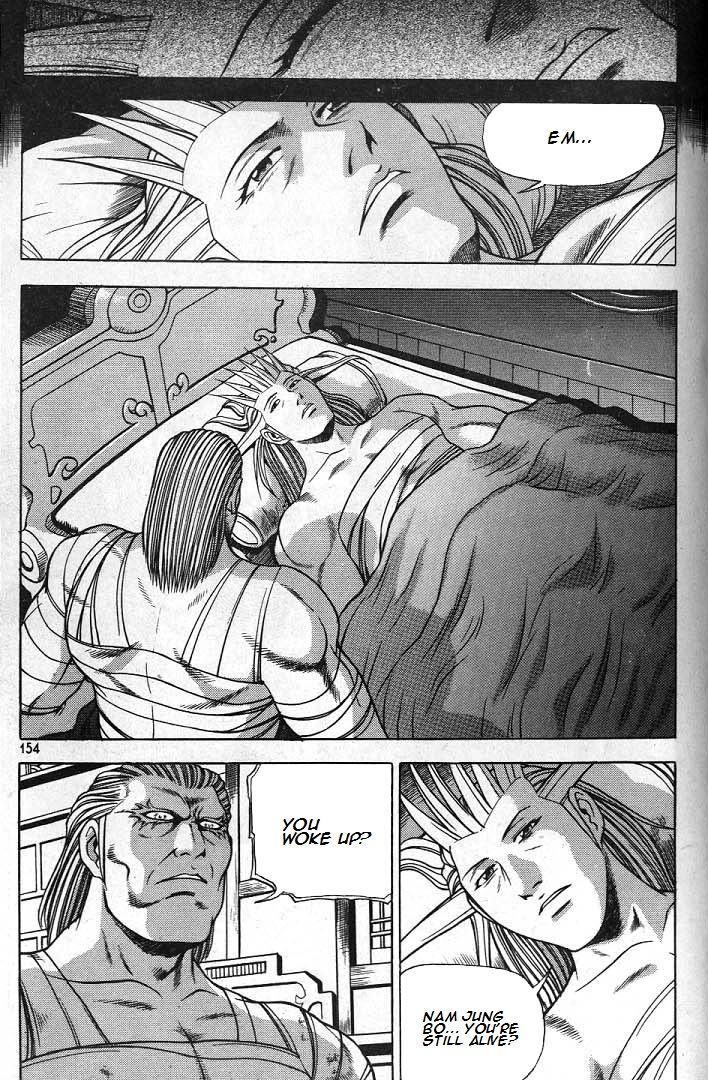 EM...
154
YOU
WOKE UP?
NAM JUNG
BO... YOU'RE
STILL ALIVE?